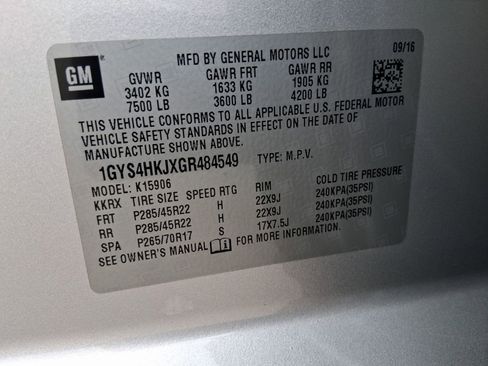 GM
MFD BY GENERAL MOTORS LLC 09/16
GVWR GAWR FRT GAWR RR
3402 KG 1633 KG 1905 KG
7500 LB 3600 LB 4200 LB
THIS VEHICLE CONFORMS TO ALL APPLICABLE U.S. FEDERAL MOTOR
VEHICLE SAFETY STANDARDS IN EFFECT ON THE DATE OF
MANUFACTURE SHOWN ABOVE.
1GYS4HKJXGR484549 TYPE: M.P.V.
MODEL: K15906
KKRX TIRE SIZE SPEED RTG RIM COLD TIRE PRESSURE
FRT P285/45R22 H 22X9J 240KPA(35PSI)
RR P285/45R22 H 22X9J 240KPA(35PSI)
SPA P265/70R17 S 17X7.5J 240KPA(35PSI)
SEE OWNER'S MANUAL FOR MORE INFORMATION.